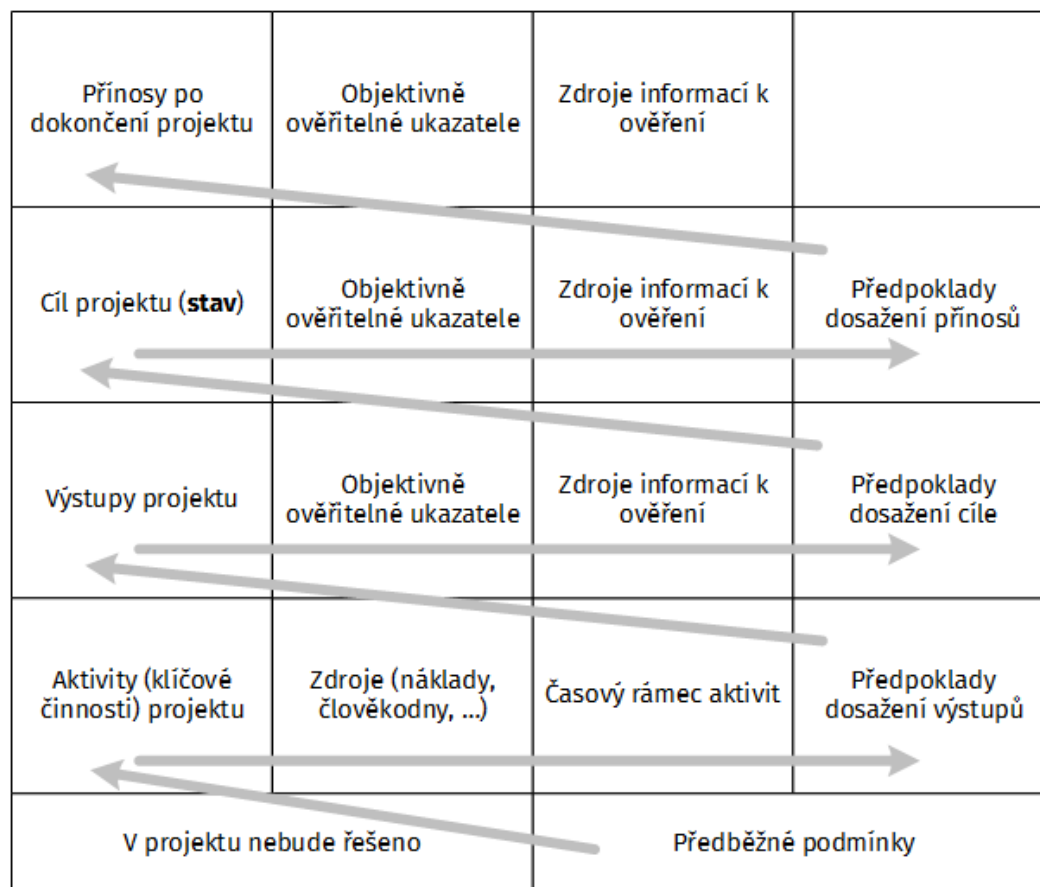 Přínosy po
dokončení projektu
Objektivně
ověřitelné ukazatele
Zdroje informací k
ověření
Cíl projektu (stav)
Objektivně
ověřitelné ukazatele
Zdroje informací k
ověření
Předpoklady
dosažení přínosů
Výstupy projektu
Objektivně
ověřitelné ukazatele
Zdroje informací k
ověření
Předpoklady
dosažení cíle
Aktivity (klíčové
činnosti) projektu
Zdroje (náklady,
člověkodny, ...)
Časový rámec aktivit
Předpoklady
dosažení výstupů
V projektu nebude řešeno
Předběžné podmínky